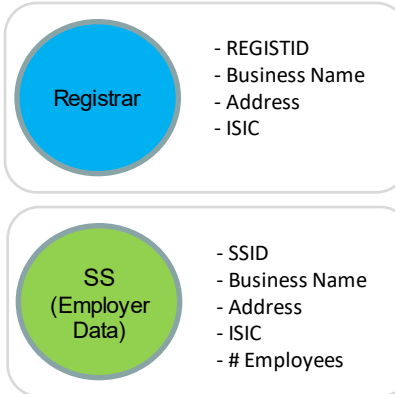 Registrar
- REGISTID
- Business Name
- Address
- ISIC
SS
(Employer
Data)
- SSID
- Business Name
- Address
- ISIC
- # Employees